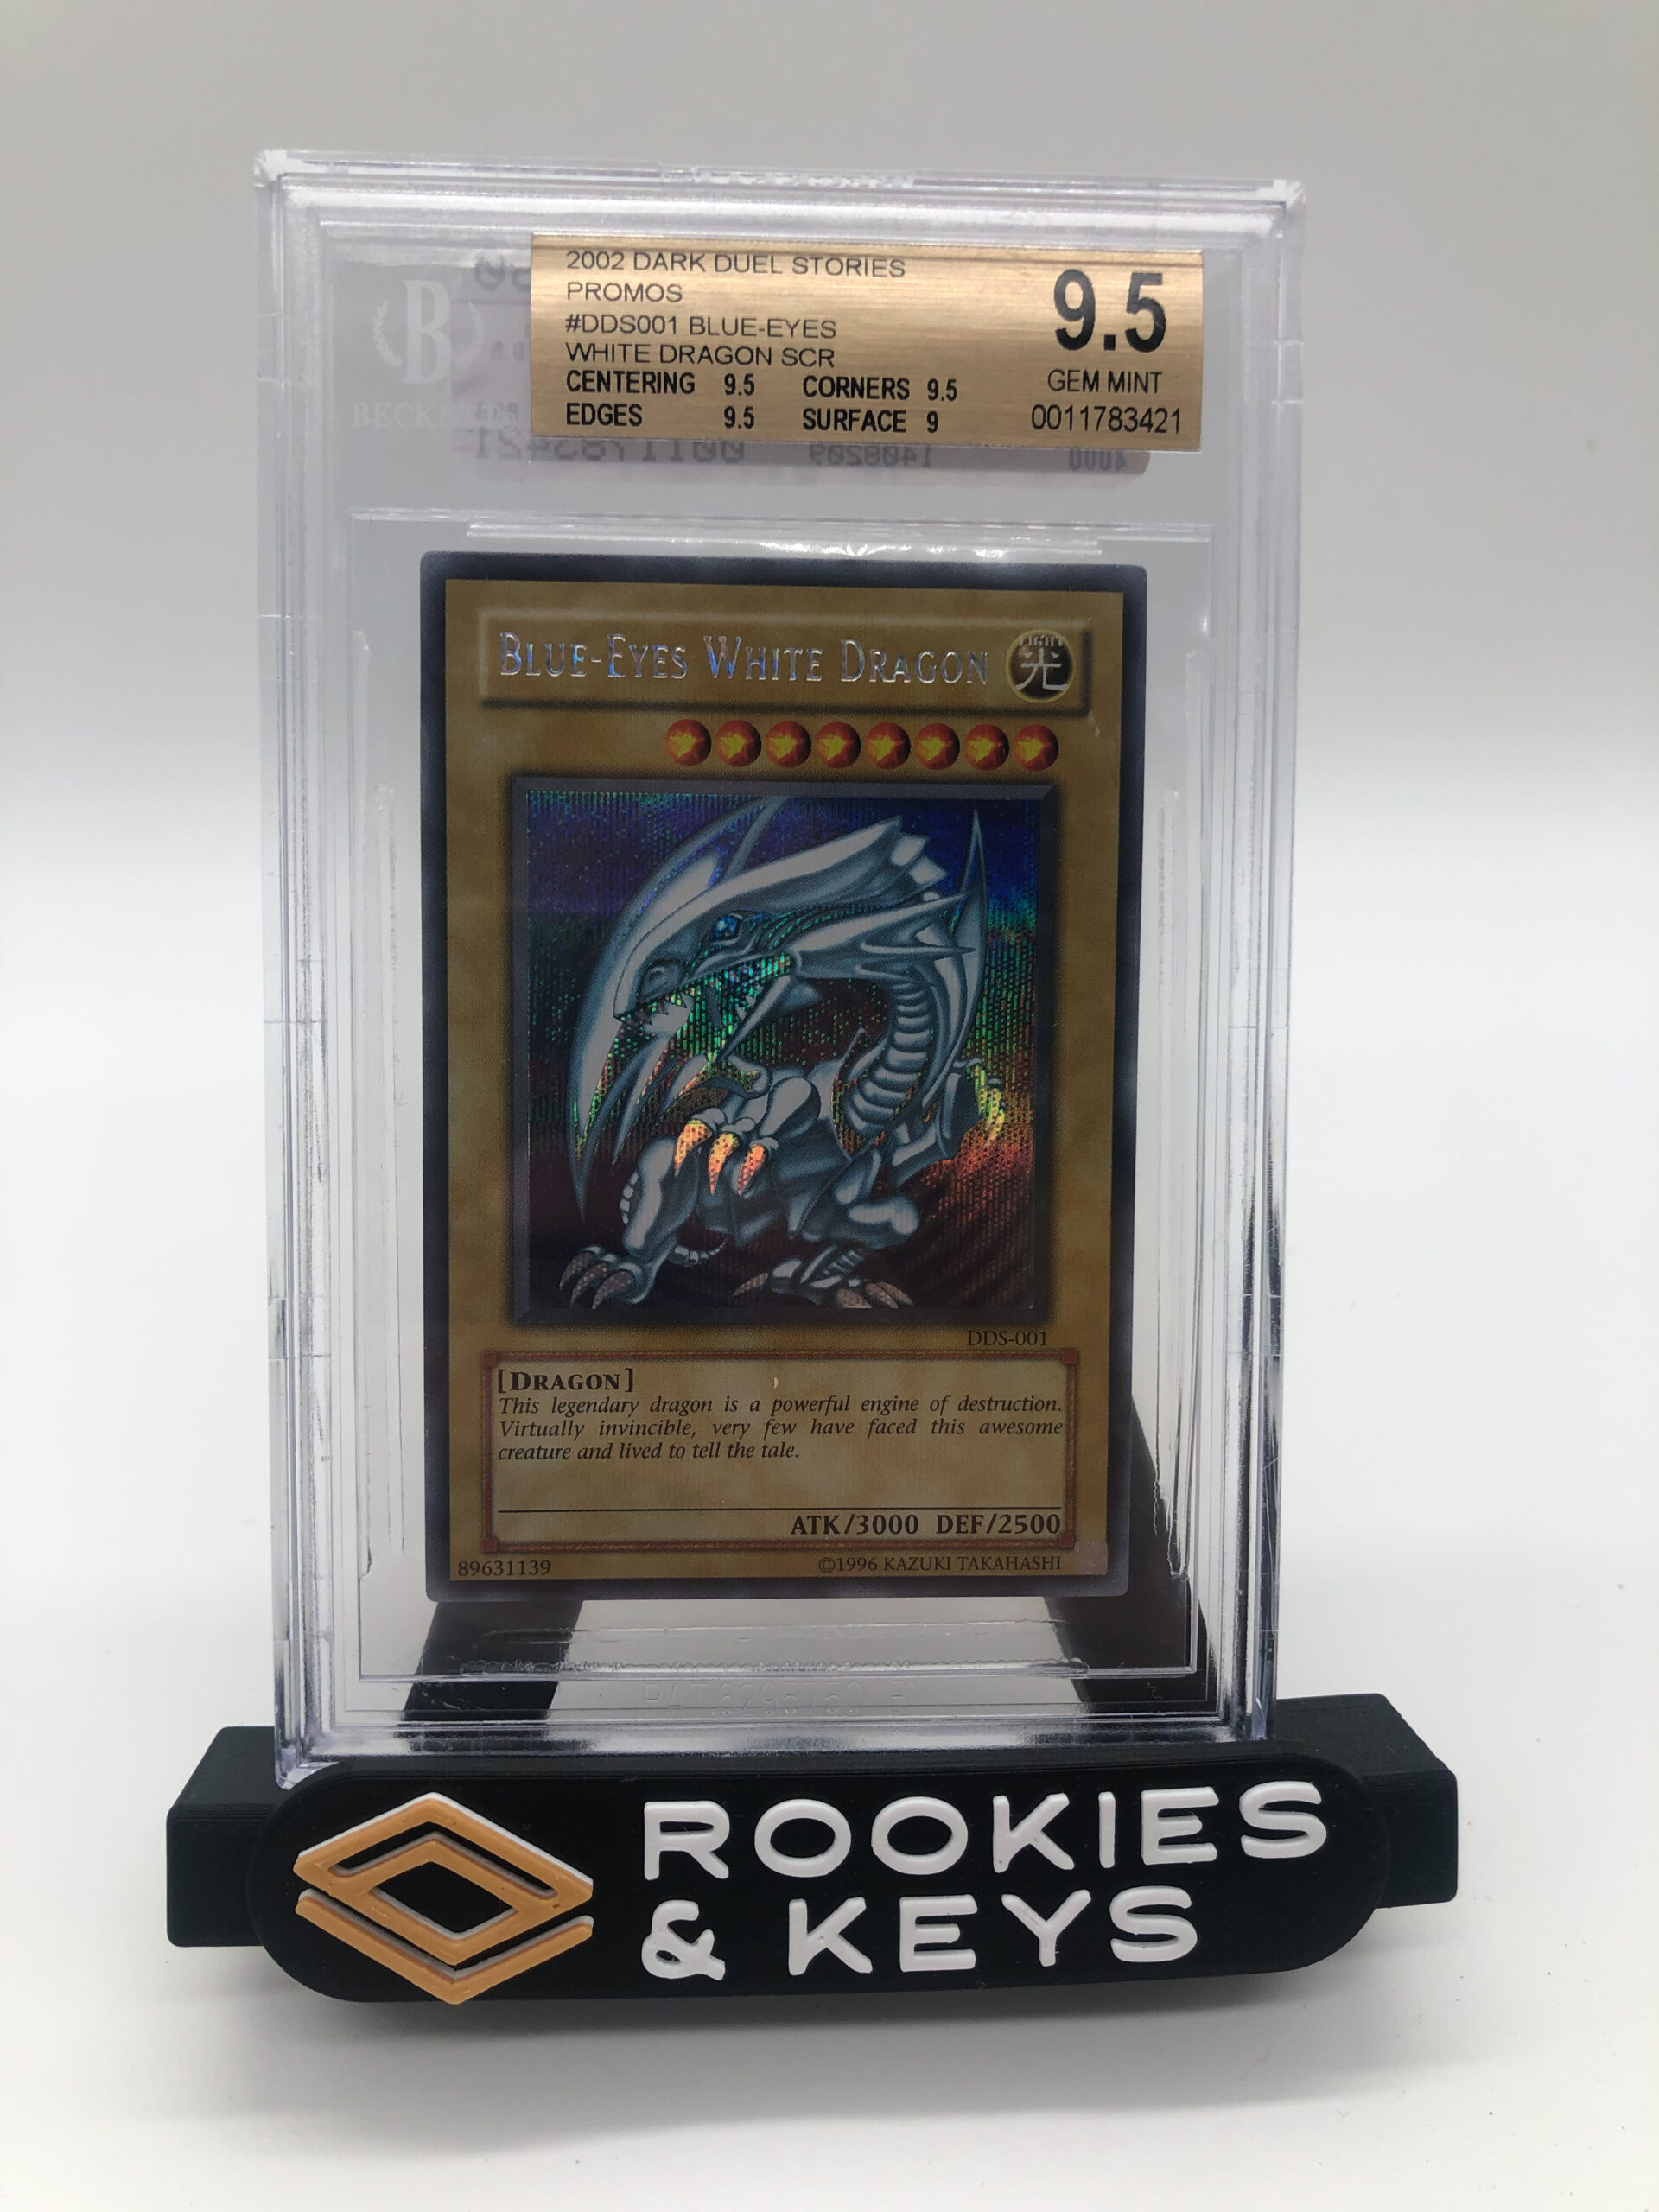 2002 DARK DUEL STORIES
PROMOS
#DDS001 BLUE-EYES
WHITE DRAGON SCR
CENTERING 9.5 CORNERS 9.5
EDGES 9.5 SURFACE 9
9.5
GEM MINT
0011783421
B
BLUE-EYES WHITE DRAGON
LIGHT
光
DDS-001
[DRAGON]
This legendary dragon is a powerful engine of destruction.
Virtually invincible, very few have faced this awesome
creature and lived to tell the tale.
ATK/3000 DEF/2500
89631139 ©1996 KAZUKI TAKAHASHI
ROOKIES
& KEYS